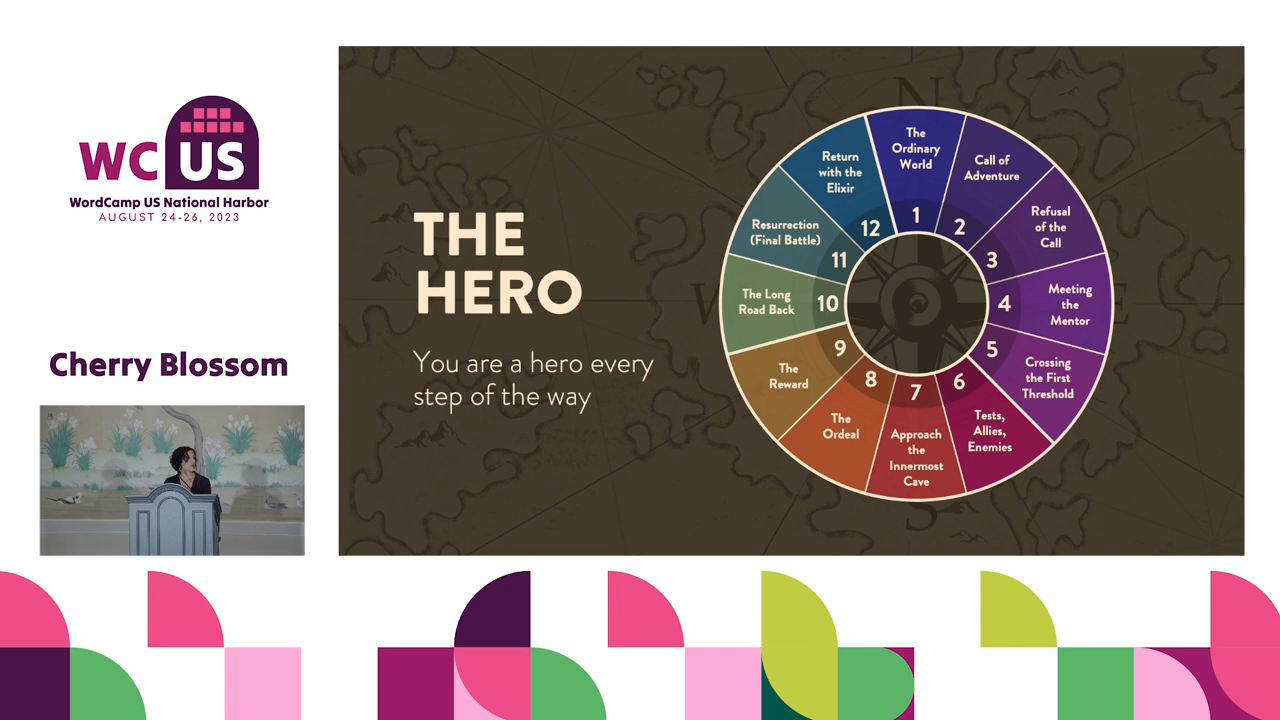 WC US
WordCamp US National Harbor
AUGUST 24-26, 2023
Cherry Blossom
THE
HERO
You are a hero every
step of the way
N
W
E
S
The
Ordinary
World
1
Call of
Adventure
2
Refusal
of the
Call
3
Meeting
the
Mentor
4
Crossing
the First
Threshold
5
Tests,
Allies,
Enemies
6
Approach
the
Innermost
Cave
7
The
Ordeal
8
The
Reward
9
The Long
Road Back
10
Resurrection
(Final Battle)
11
Return
with the
Elixir
12